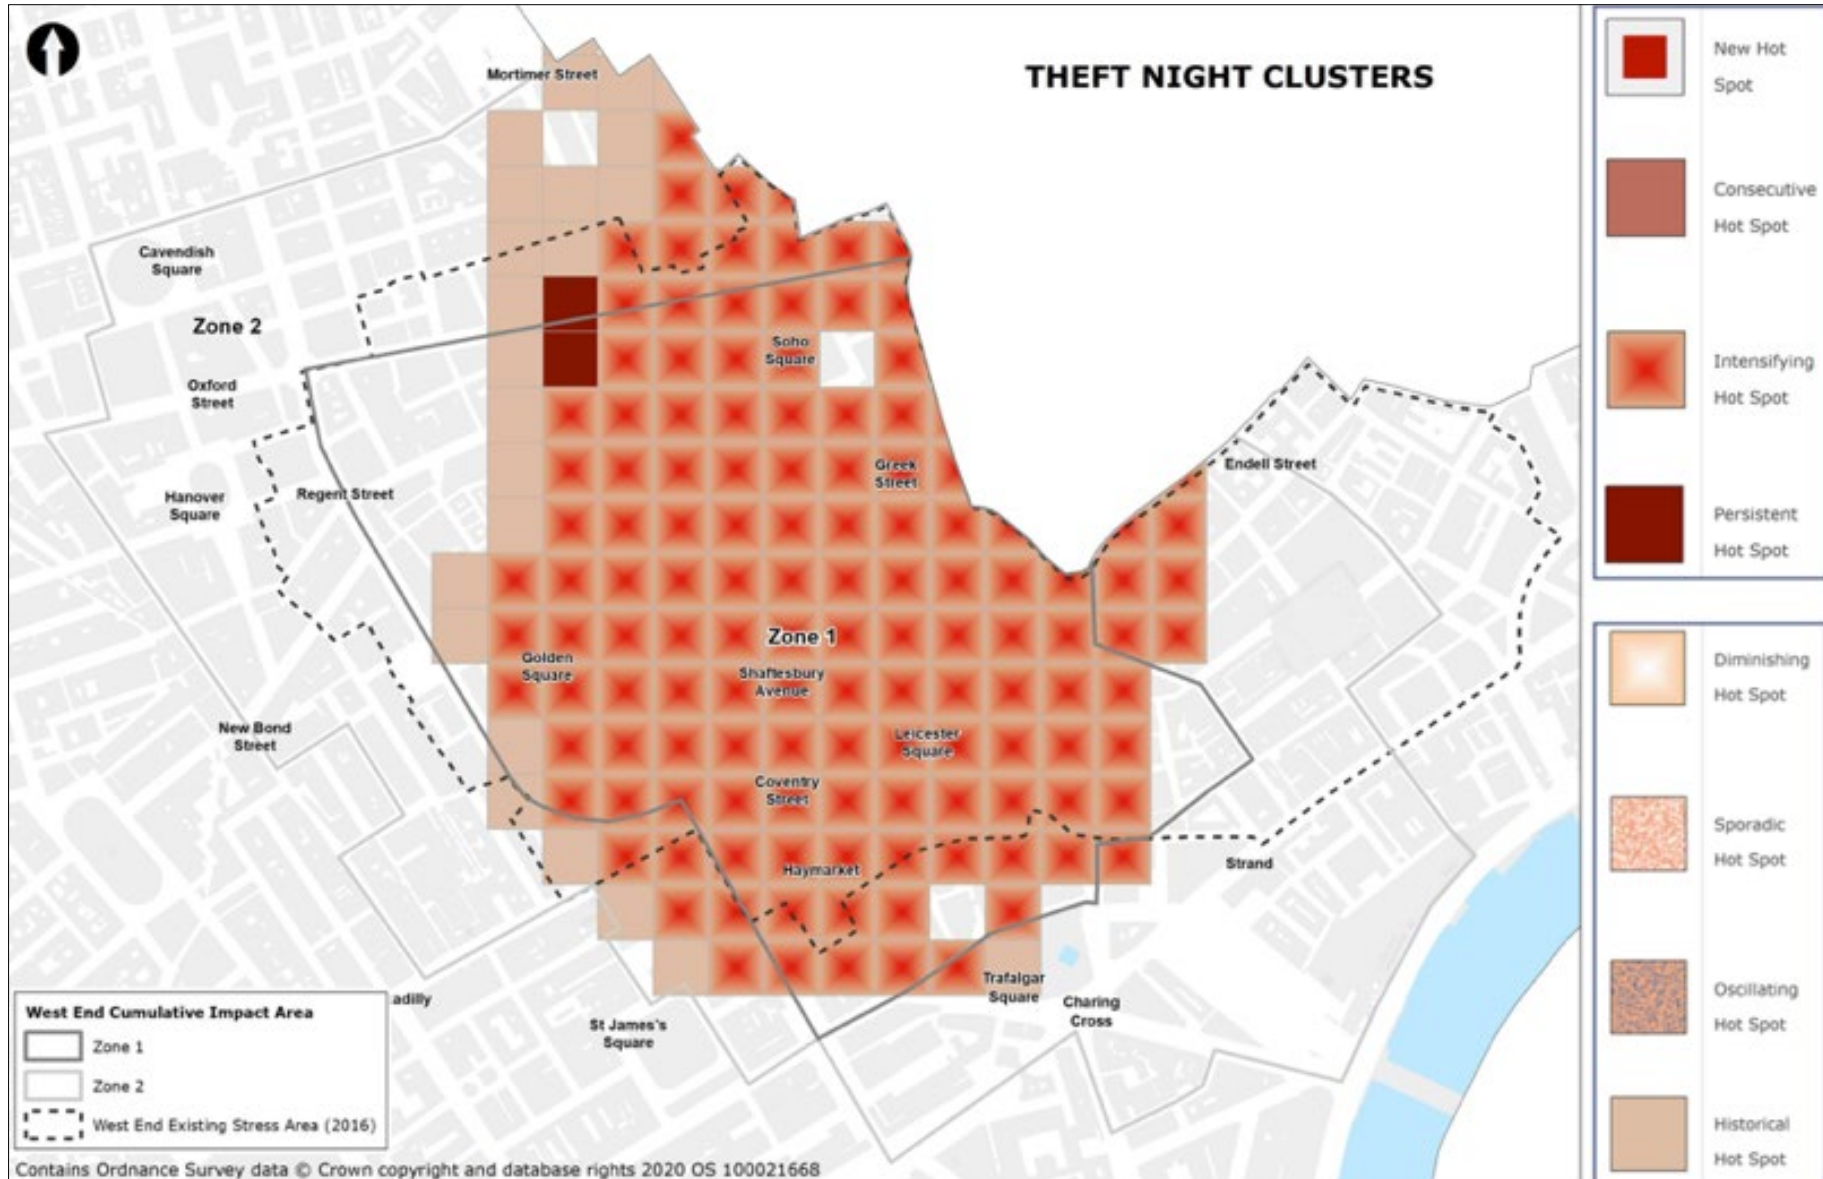 THEFT NIGHT CLUSTERS
Mortimer Street
Cavendish
Square
Zone 2
Oxford
Street
Soho
Square
Hanover
Square
Regent Street
Greek
Street
Endell Street
Zone 1
Golden
Square
Shaftesbury
Avenue
New Bond
Street
Leicester
Square
Coventry
Street
Haymarket
Strand
Trafalgar
Square
Charing
Cross
St James's
Square
adilly
West End Cumulative Impact Area
Zone 1
Zone 2
West End Existing Stress Area (2016)
Contains Ordnance Survey data © Crown copyright and database rights 2020 OS 100021668
New Hot
Spot
Consecutive
Hot Spot
Intensifying
Hot Spot
Persistent
Hot Spot
Diminishing
Hot Spot
Sporadic
Hot Spot
Oscillating
Hot Spot
Historical
Hot Spot